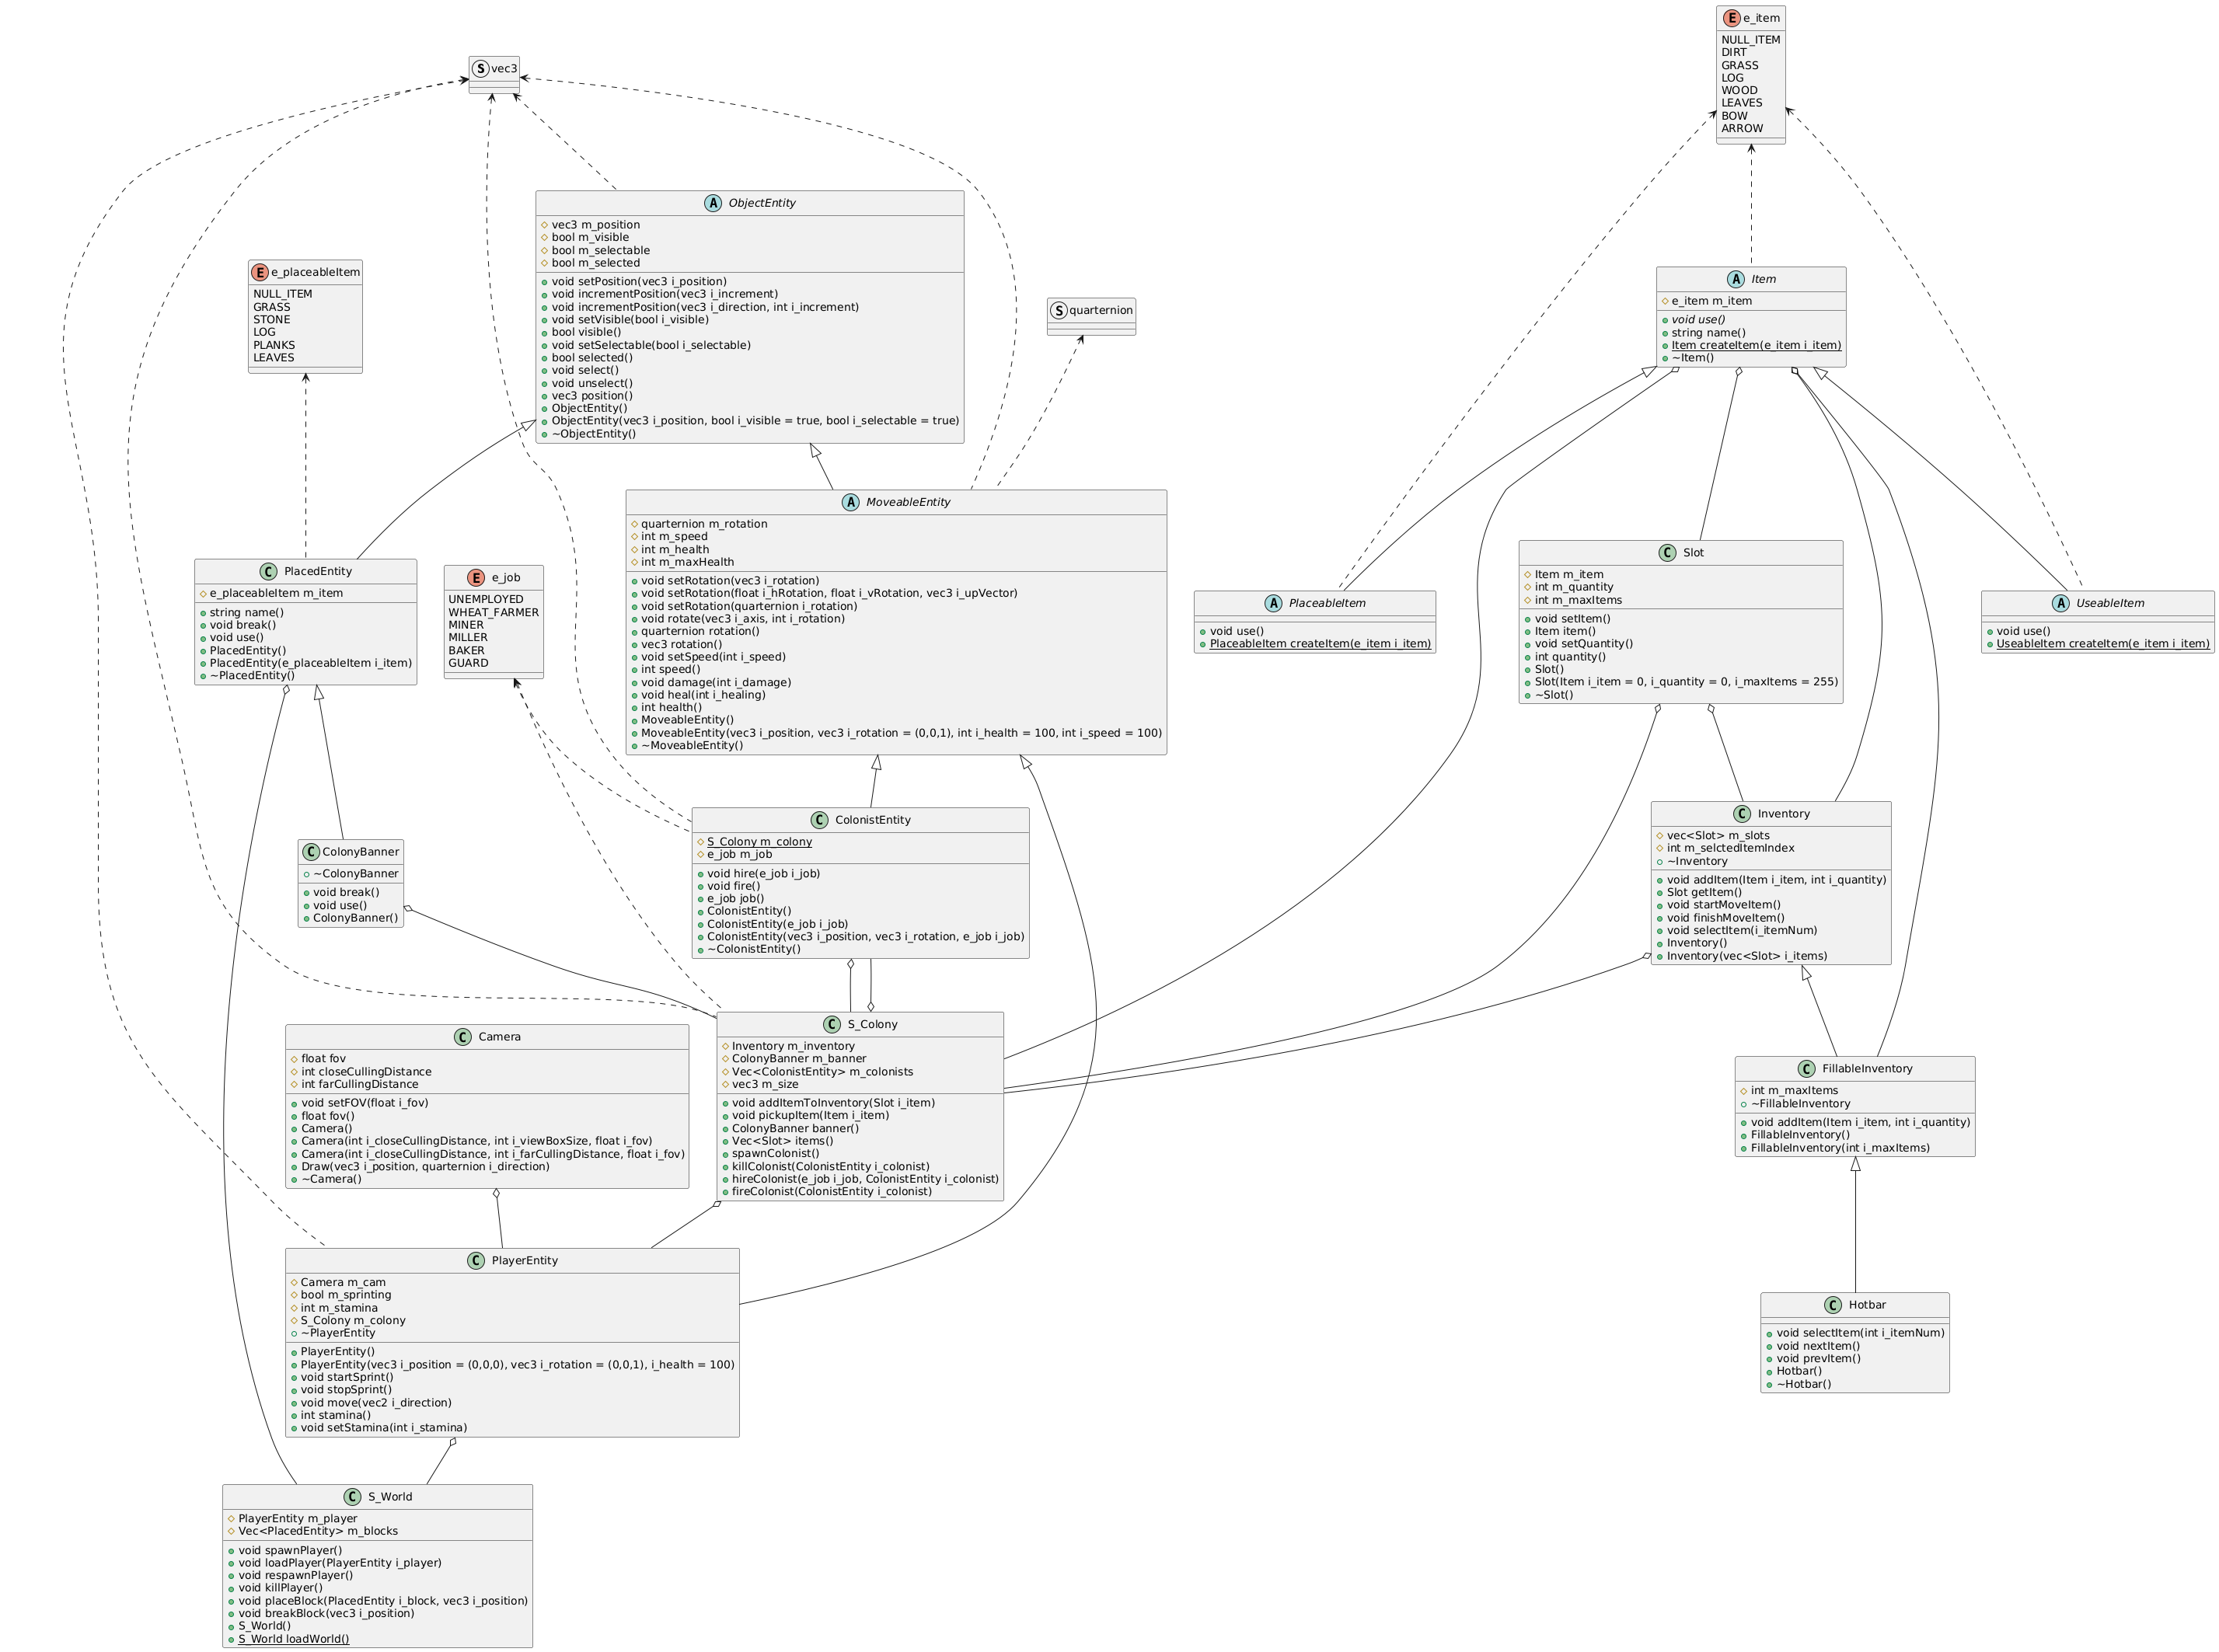 E e_item
NULL_ITEM
DIRT
GRASS
LOG
WOOD
LEAVES
BOW
ARROW
S vec3
A ObjectEntity
vec3 m_position
bool m_visible
bool m_selectable
bool m_selected
void setPosition(vec3 i_position)
void incrementPosition(vec3 i_increment)
void incrementPosition(vec3 i_direction, int i_increment)
void setVisible(bool i_visible)
bool visible()
void setSelectable(bool i_selectable)
bool selected()
void select()
void unselect()
vec3 position()
ObjectEntity()
ObjectEntity(vec3 i_position, bool i_visible = true, bool i_selectable = true)
~ObjectEntity()
E e_placeableItem
NULL_ITEM
GRASS
STONE
LOG
PLANKS
LEAVES
S quarternion
A Item
e_item m_item
void use()
string name()
Item createItem(e_item i_item)
~Item()
A MoveableEntity
quarternion m_rotation
int m_speed
int m_health
int m_maxHealth
void setRotation(vec3 i_rotation)
void setRotation(float i_hRotation, float i_vRotation, vec3 i_upVector)
void setRotation(quarternion i_rotation)
void rotate(vec3 i_axis, int i_rotation)
quarternion rotation()
vec3 rotation()
void setSpeed(int i_speed)
int speed()
void damage(int i_damage)
void heal(int i_healing)
int health()
MoveableEntity()
MoveableEntity(vec3 i_position, vec3 i_rotation = (0,0,1), int i_health = 100, int i_speed = 100)
~MoveableEntity()
C PlacedEntity
e_placeableItem m_item
string name()
void break()
void use()
PlacedEntity()
PlacedEntity(e_placeableItem i_item)
~PlacedEntity()
E e_job
UNEMPLOYED
WHEAT_FARMER
MINER
MILLER
BAKER
GUARD
A PlaceableItem
void use()
PlaceableItem createItem(e_item i_item)
C Slot
Item m_item
int m_quantity
int m_maxItems
void setItem()
Item item()
void setQuantity()
int quantity()
Slot()
Slot(Item i_item = 0, i_quantity = 0, i_maxItems = 255)
~Slot()
A UseableItem
void use()
UseableItem createItem(e_item i_item)
C ColonyBanner
~ColonyBanner
void break()
void use()
ColonyBanner()
C ColonistEntity
S_Colony m_colony
e_job m_job
void hire(e_job i_job)
void fire()
e_job job()
ColonistEntity()
ColonistEntity(e_job i_job)
ColonistEntity(vec3 i_position, vec3 i_rotation, e_job i_job)
~ColonistEntity()
C Inventory
vec<Slot> m_slots
int m_selctedItemIndex
~Inventory
void addItem(Item i_item, int i_quantity)
Slot getItem()
void startMoveItem()
void finishMoveItem()
void selectItem(i_itemNum)
Inventory()
Inventory(vec<Slot> i_items)
C Camera
float fov
int closeCullingDistance
int farCullingDistance
void setFOV(float i_fov)
float fov()
Camera()
Camera(int i_closeCullingDistance, int i_viewBoxSize, float i_fov)
Camera(int i_closeCullingDistance, int i_farCullingDistance, float i_fov)
Draw(vec3 i_position, quarternion i_direction)
~Camera()
C S_Colony
Inventory m_inventory
ColonyBanner m_banner
Vec<ColonistEntity> m_colonists
vec3 m_size
void addItemToInventory(Slot i_item)
void pickupItem(Item i_item)
ColonyBanner banner()
Vec<Slot> items()
spawnColonist()
killColonist(ColonistEntity i_colonist)
hireColonist(e_job i_job, ColonistEntity i_colonist)
fireColonist(ColonistEntity i_colonist)
C FillableInventory
int m_maxItems
~FillableInventory
void addItem(Item i_item, int i_quantity)
FillableInventory()
FillableInventory(int i_maxItems)
C PlayerEntity
Camera m_cam
bool m_sprinting
int m_stamina
S_Colony m_colony
~PlayerEntity
PlayerEntity()
PlayerEntity(vec3 i_position = (0,0,0), vec3 i_rotation = (0,0,1), i_health = 100)
void startSprint()
void stopSprint()
void move(vec2 i_direction)
int stamina()
void setStamina(int i_stamina)
C Hotbar
void selectItem(int i_itemNum)
void nextItem()
void prevItem()
Hotbar()
~Hotbar()
C S_World
PlayerEntity m_player
Vec<PlacedEntity> m_blocks
void spawnPlayer()
void loadPlayer(PlayerEntity i_player)
void respawnPlayer()
void killPlayer()
void placeBlock(PlacedEntity i_block, vec3 i_position)
void breakBlock(vec3 i_position)
S_World()
S_World loadWorld()